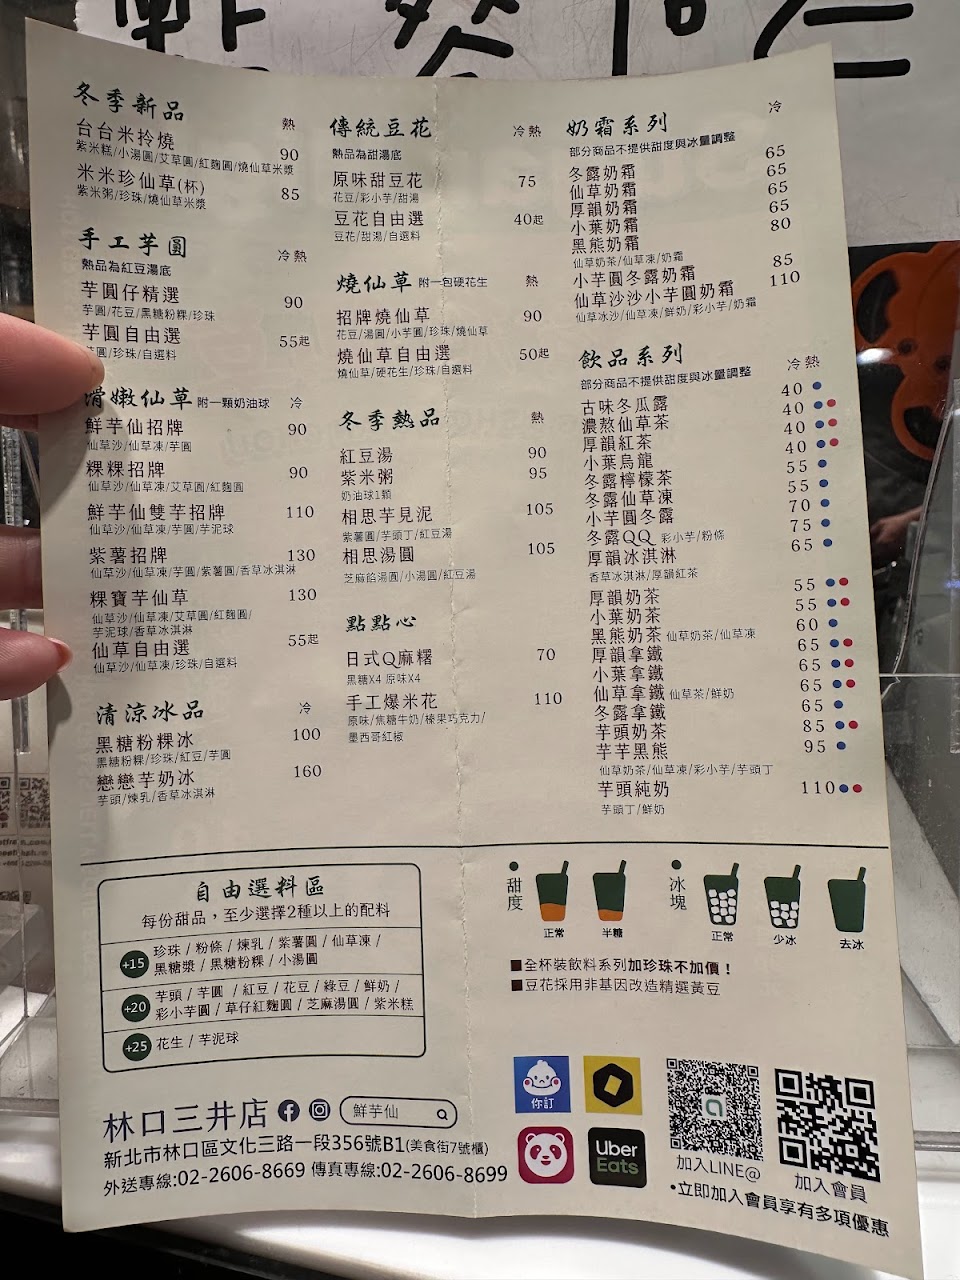 冬季新品 熱
台台米拎燒 90
紫米糕/小湯圓/艾草圓/紅麴圓/燒仙草米漿
米米珍仙草(杯) 85
紫米粥/珍珠/燒仙草米漿
手工芋圓 冷 熱
熱品為紅豆湯底
芋圓仔精選 90
芋圓/花豆/黑糖粉粿/珍珠
芋圓自由選 55起
圓/珍珠/自選料
滑嫩仙草 附一顆奶油球 冷
鮮芋仙招牌 90
仙草沙/仙草凍/芋圓
粿粿招牌 90
仙草沙/仙草凍/艾草圓/紅麴圓
鮮芋仙雙芋招牌 110
仙草沙/仙草凍/芋圓/芋泥球
紫薯招牌 130
仙草沙/仙草凍/芋圓/紫薯圓/香草冰淇淋
粿寶芋仙草 130
仙草沙/仙草凍/艾草圓/紅麴圓/
芋泥球/香草冰淇淋
仙草自由選 55起
仙草沙/仙草凍/珍珠/自選料
清涼冰品 冷
黑糖粉粿冰 100
黑糖粉粿/珍珠/紅豆/芋圓
戀戀芋奶冰 160
芋頭/煉乳/香草冰淇淋
傳統豆花 冷 熱
熱品為甜湯底
原味甜豆花 75
花豆/彩小芋/甜湯
豆花自由選 40起
豆花/甜湯/自選料
燒仙草 附一包硬花生 熱
招牌燒仙草 90
花豆/湯圓/小芋圓/珍珠/燒仙草
燒仙草自由選 50起
燒仙草/硬花生/珍珠/自選料
冬季熱品 熱
紅豆湯 90
紫米粥 95
奶油球1顆
相思芋見泥 105
紫薯圓/芋頭丁/紅豆湯
相思湯圓 105
芝麻餡湯圓/小湯圓/紅豆湯
點點心
日式Q麻糬 70
黑糖X4 原味X4
手工爆米花 110
原味/焦糖牛奶/榛果巧克力/
墨西哥紅椒
奶霜系列 冷
部分商品不提供甜度與冰量調整
冬露奶霜 65
仙草奶霜 65
厚韻奶霜 65
小葉奶霜 65
黑熊奶霜 80
仙草奶茶/仙草凍/奶霜
小芋圓冬露奶霜 85
仙草沙沙小芋圓奶霜 110
仙草冰沙/仙草凍/鮮奶/彩小芋/奶霜
飲品系列 冷 熱
部分商品不提供甜度與冰量調整
古味冬瓜露 40
濃熬仙草茶 40
厚韻紅茶 40
小葉烏龍 40
冬露檸檬茶 55
冬露仙草凍 55
小芋圓冬露 70
冬露QQ 彩小芋/粉條 75
厚韻冰淇淋 65
香草冰淇淋/厚韻紅茶
厚韻奶茶 55
小葉奶茶 55
黑熊奶茶 仙草奶茶/仙草凍 60
厚韻拿鐵 65
小葉拿鐵 65
仙草拿鐵 仙草茶/鮮奶 65
冬露拿鐵 65
芋頭奶茶 85
芋芋黑熊 95
仙草奶茶/仙草凍/彩小芋/芋頭丁
芋頭純奶 110
芋頭丁/鮮奶
自由選料區
每份甜品，至少選擇2種以上的配料
+15 珍珠 / 粉條 / 煉乳 / 紫薯圓 / 仙草凍 /
黑糖漿 / 黑糖粉粿 / 小湯圓
+20 芋頭 / 芋圓 / 紅豆 / 花豆 / 綠豆 / 鮮奶 /
彩小芋圓 / 草仔紅麴圓 / 芝麻湯圓 / 紫米糕
+25 花生 / 芋泥球
甜度 正常 半糖
冰塊 正常 少冰 去冰
■全杯裝飲料系列加珍珠不加價！
■豆花採用非基因改造精選黃豆
林口三井店 鮮芋仙
新北市林口區文化三路一段356號B1(美食街7號櫃)
外送專線:02-2606-8669 傳真專線:02-2606-8699
你訂
Uber
Eats
加入LINE@
加入會員
•立即加入會員享有多項優惠